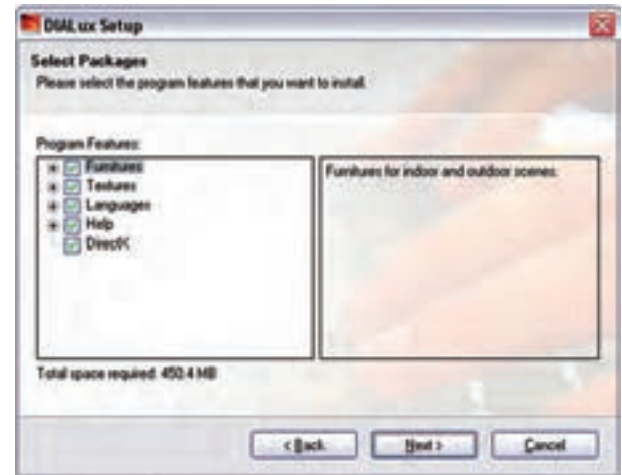 DIALux Setup
Select Packages
Please select the program features that you want to install.
Program Features:
Furnitures
Textures
Languages
Help
DirectX
Furnitures for indoor and outdoor scenes.
Total space required: 450.4 MB
< Back
Next >
Cancel